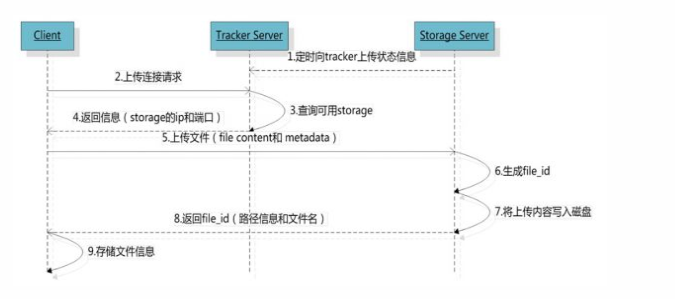 Client
Tracker Server
Storage Server
1.定时向tracker上传状态信息
2.上传连接请求
3.查询可用storage
4.返回信息（storage的ip和端口）
5.上传文件（file content和 metadata）
6.生成file_id
7.将上传内容写入磁盘
8.返回file_id（路径信息和文件名）
9.存储文件信息